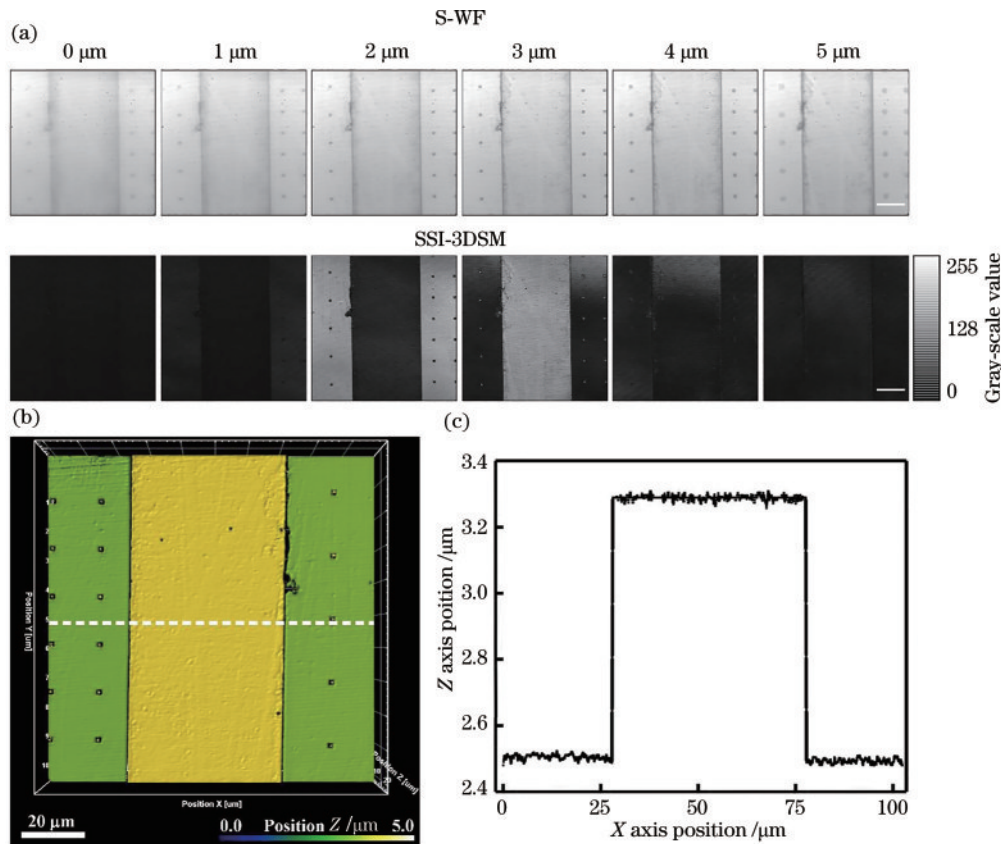 (a)
S-WF
0 μm 1 μm 2 μm 3 μm 4 μm 5 μm
SSI-3DSM
255
128
0
Gray-scale value
(b)
Position Y [um]
Position X [um]
Position Z [um]
20 μm
0.0 Position Z /μm 5.0
(c)
3.4
3.2
3.0
2.8
2.6
2.4
Z axis poition /μm
0 25 50 75 100
X axis position /μm